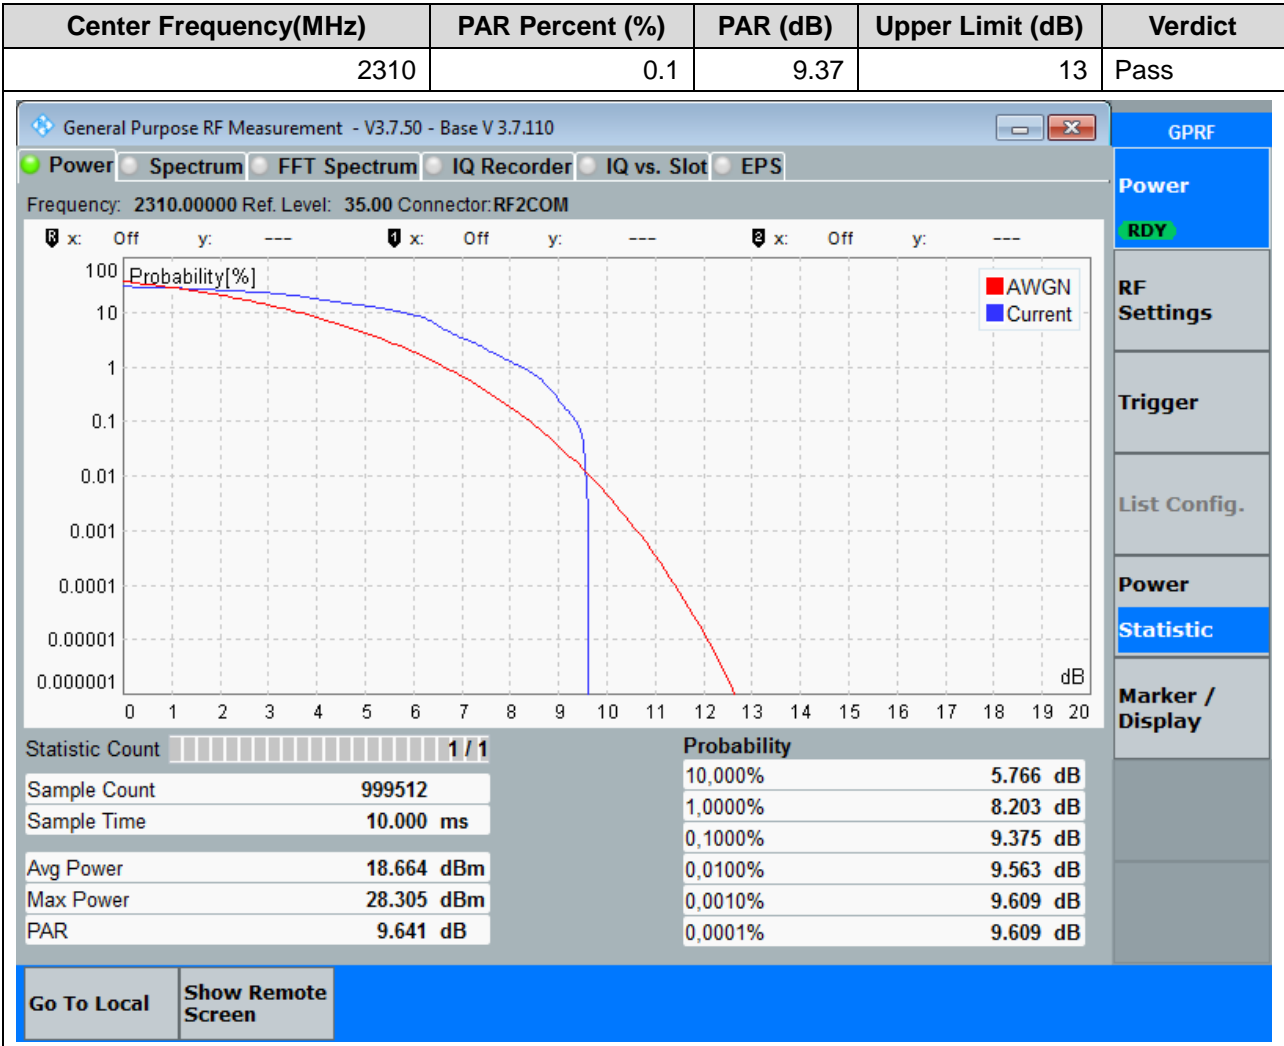 Center Frequency(MHz) PAR Percent (%) PAR (dB) Upper Limit (dB) Verdict
2310 0.1 9.37 13 Pass
General Purpose RF Measurement - V3.7.50 - Base V 3.7.110
GPRF
Power Spectrum FFT Spectrum IQ Recorder IQ vs. Slot EPS
Frequency: 2310.00000 Ref. Level: 35.00 Connector: RF2COM
R x: Off y: --- 1 x: Off y: --- 2 x: Off y: ---
Probability[%]
AWGN
Current
100
10
1
0.1
0.01
0.001
0.0001
0.00001
0.000001
dB
0 1 2 3 4 5 6 7 8 9 10 11 12 13 14 15 16 17 18 19 20
Statistic Count 1 / 1
Sample Count 999512
Sample Time 10.000 ms
Avg Power 18.664 dBm
Max Power 28.305 dBm
PAR 9.641 dB
Probability
10,000% 5.766 dB
1,0000% 8.203 dB
0,1000% 9.375 dB
0,0100% 9.563 dB
0,0010% 9.609 dB
0,0001% 9.609 dB
Power
RDY
RF
Settings
Trigger
List Config.
Power
Statistic
Marker /
Display
Go To Local
Show Remote
Screen